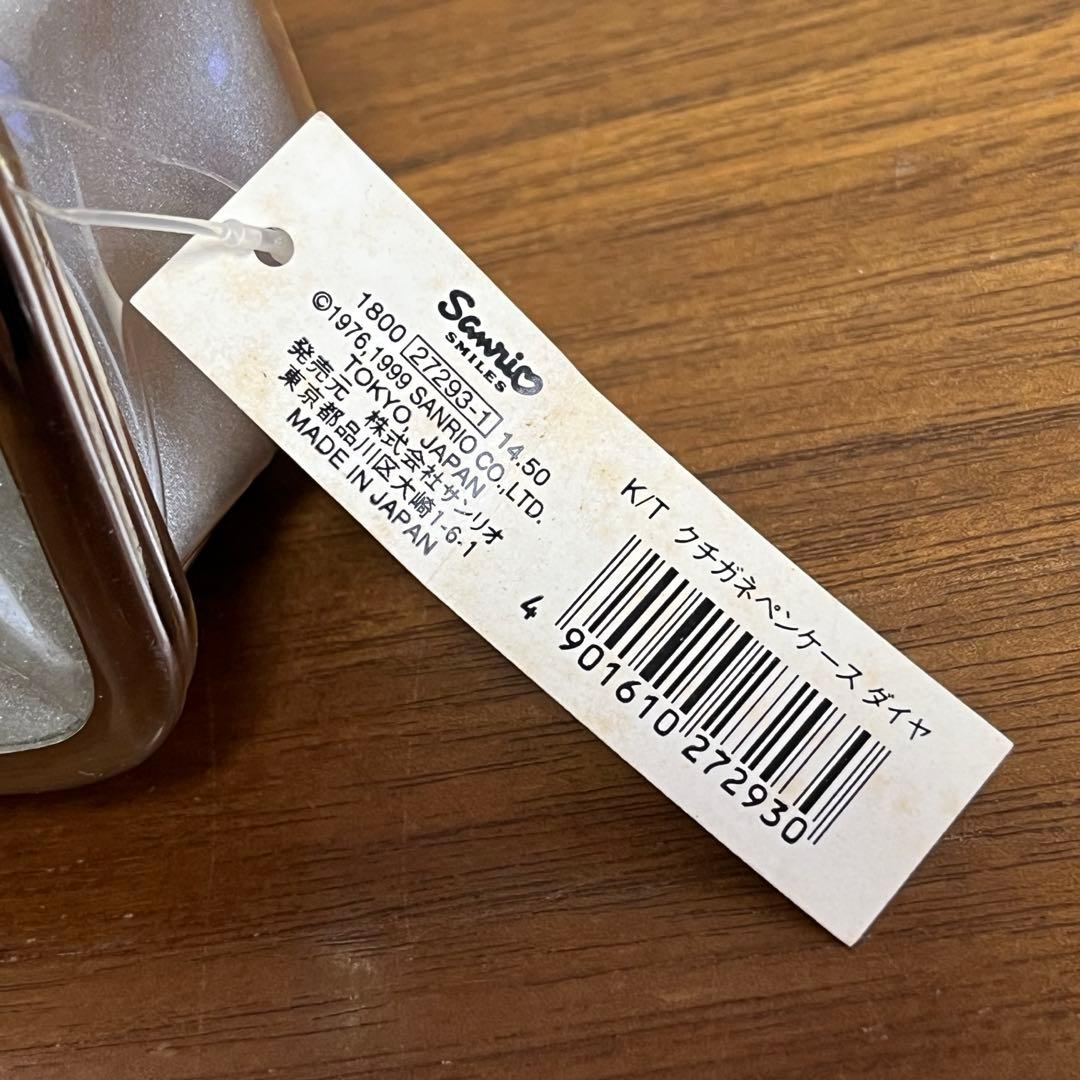 Sanrio
SMILES
1800 27293-1 14.50
©1976,1999 SANRIO CO.,LTD.
TOKYO, JAPAN
発売元 株式会社サンリオ
東京都品川区大崎1-6-1
MADE IN JAPAN
K/T クチガネペンケース ダイヤ
4 901610 272930